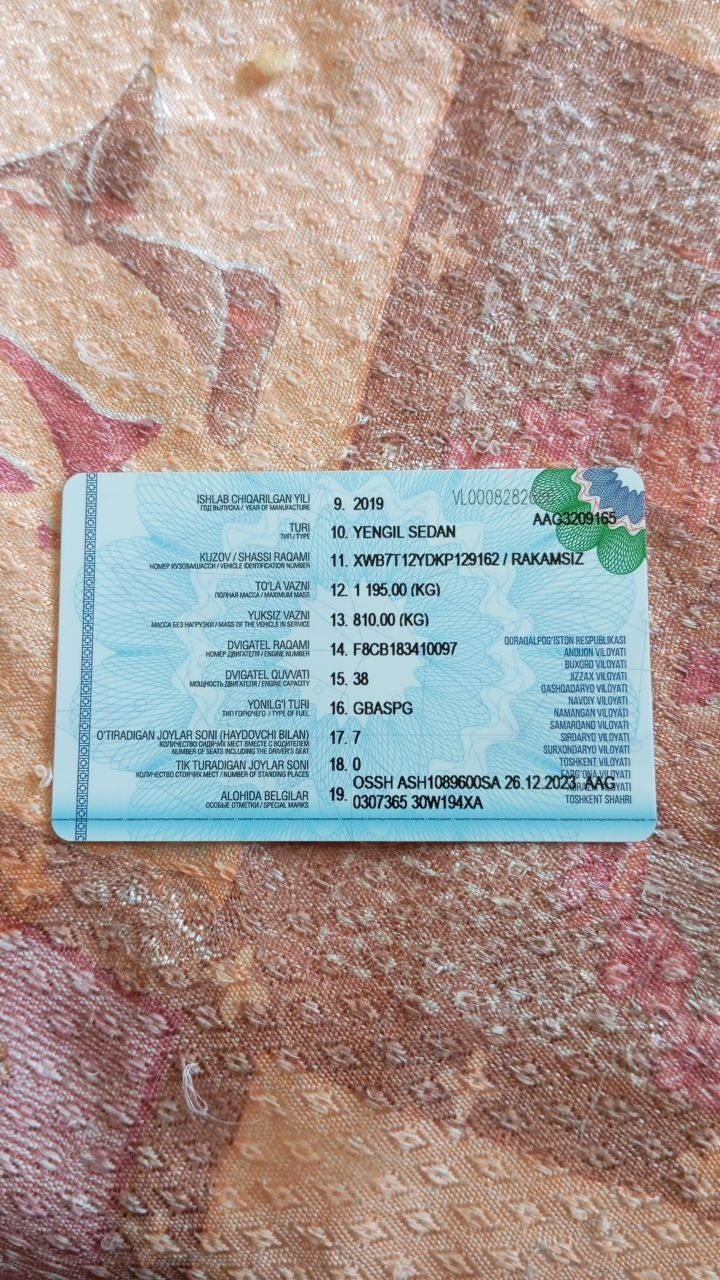 ISHLAB CHIQARILGAN YILI 9. 2019
ГОД ВЫПУСКА / YEAR OF MANUFACTURE
AAG3209165
TURI 10. YENGIL SEDAN
ТИП / TYPE
KUZOV / SHASSI RAQAMI 11. XWB7T12YDKP129162 / RAKAMSIZ
НОМЕР КУЗОВА/ШАССИ / VEHICLE IDENTIFICATION NUMBER
TO'LA VAZNI 12. 1 195.00 (KG)
ПОЛНАЯ МАССА / MAXIMUM MASS
YUKSIZ VAZNI 13. 810.00 (KG)
МАССА БЕЗ НАГРУЗКИ / MASS OF THE VEHICLE IN SERVICE
DVIGATEL RAQAMI 14. F8CB183410097
НОМЕР ДВИГАТЕЛЯ / ENGINE NUMBER
DVIGATEL QUVVATI 15. 38
МОЩНОСТЬ ДВИГАТЕЛЯ / ENGINE CAPACITY
YONILG'I TURI 16. GBASPG
ТИП ГОРЮЧЕГО / TYPE OF FUEL
O'TIRADIGAN JOYLAR SONI (HAYDOVCHI BILAN) 17. 7
КОЛИЧЕСТВО СИДЯЧИХ МЕСТ ВМЕСТЕ С ВОДИТЕЛЕМ
NUMBER OF SEATS INCLUDING THE DRIVER'S SEAT
TIK TURADIGAN JOYLAR SONI 18. 0
КОЛИЧЕСТВО СТОЯЧИХ МЕСТ / NUMBER OF STANDING PLACES
ALOHIDA BELGILAR 19. OSSH ASH1089600SA 26.12.2023, AAG
ОСОБЫЕ ОТМЕТКИ / SPECIAL MARKS 0307365 30W194XA
QORAQALPOG'ISTON RESPUBLIKASI
ANDIJON VILOYATI
BUXORO VILOYATI
JIZZAX VILOYATI
QASHQADARYO VILOYATI
NAVOIY VILOYATI
NAMANGAN VILOYATI
SAMARQAND VILOYATI
SIRDARYO VILOYATI
SURXONDARYO VILOYATI
TOSHKENT VILOYATI
FARG'ONA VILOYATI
XORAZM VILOYATI
TOSHKENT SHAHRI